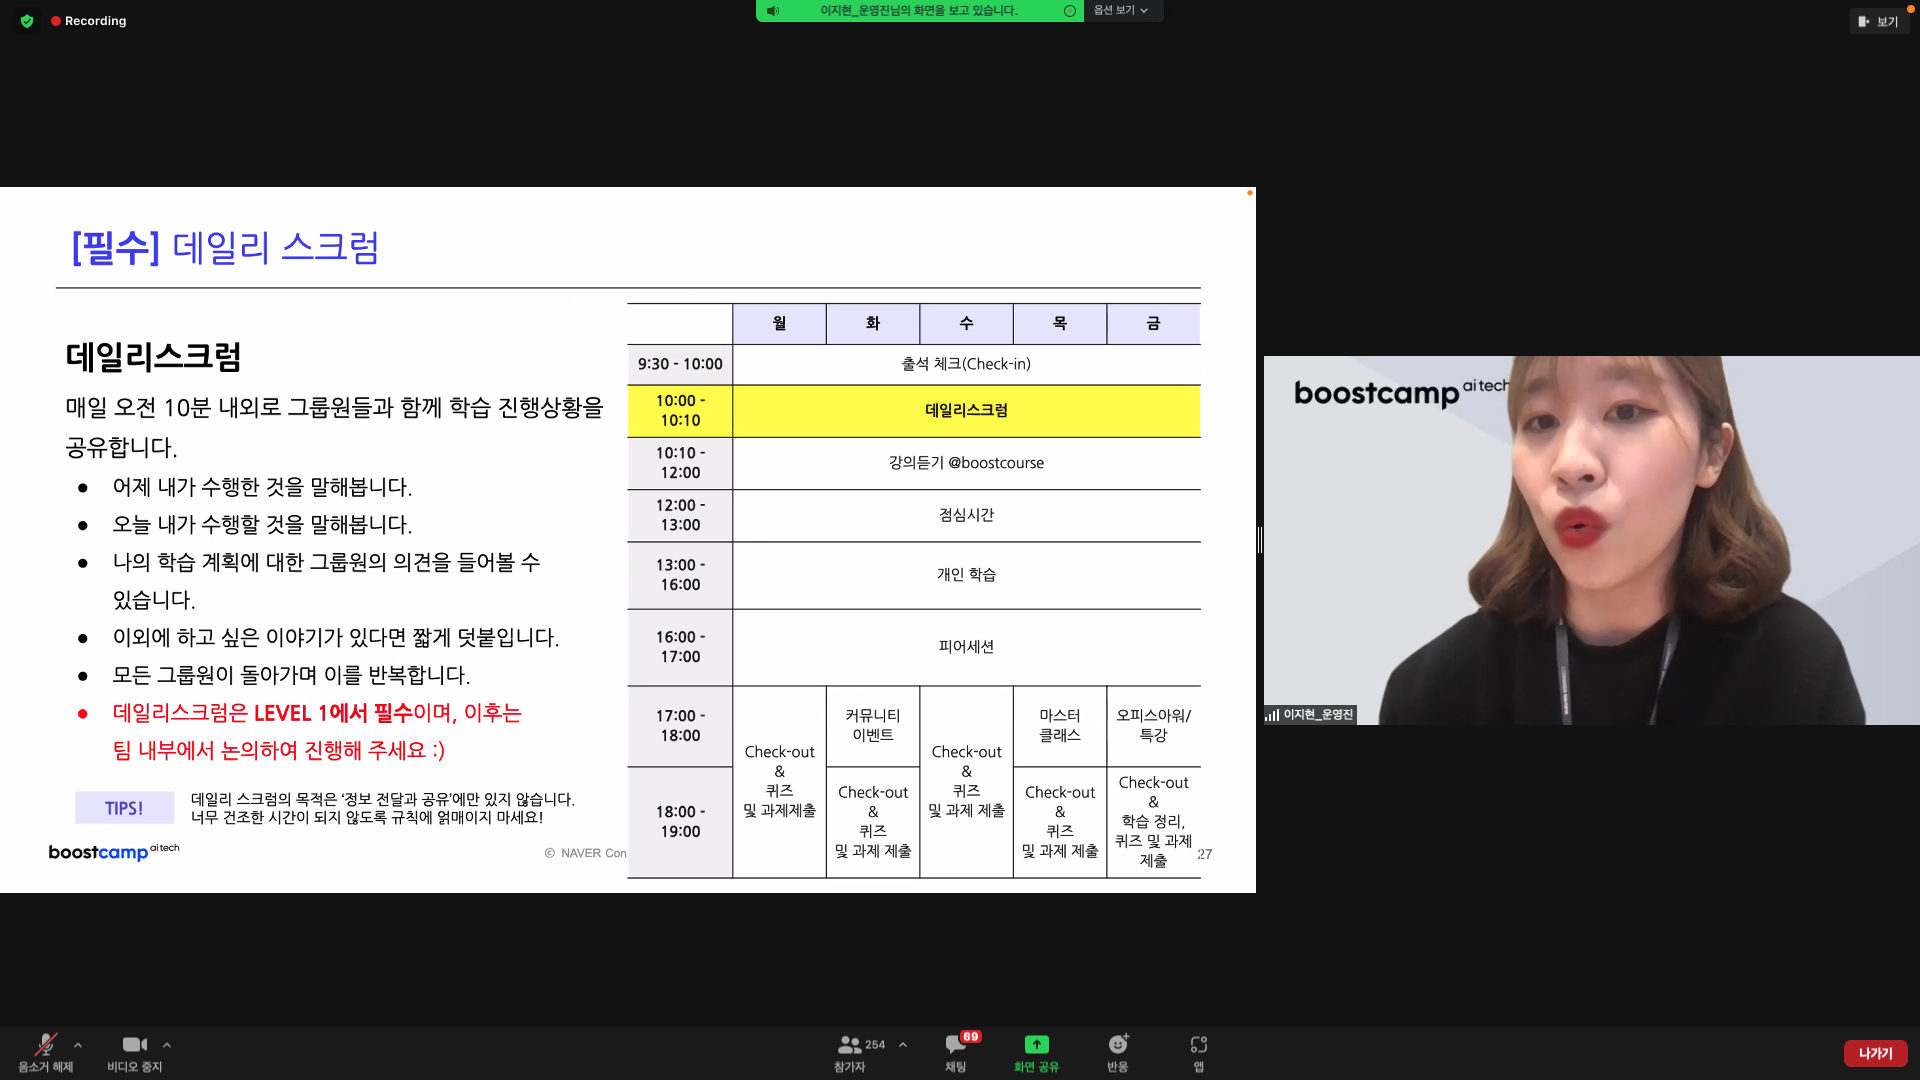 Recording
이지현_운영진님의 화면을 보고 있습니다.
옵션 보기
보기
[필수] 데일리 스크럼
데일리스크럼
매일 오전 10분 내외로 그룹원들과 함께 학습 진행상황을
공유합니다.
● 어제 내가 수행한 것을 말해봅니다.
● 오늘 내가 수행할 것을 말해봅니다.
● 나의 학습 계획에 대한 그룹원의 의견을 들어볼 수
있습니다.
● 이외에 하고 싶은 이야기가 있다면 짧게 덧붙입니다.
● 모든 그룹원이 돌아가며 이를 반복합니다.
● 데일리스크럼은 LEVEL 1에서 필수이며, 이후는
팀 내부에서 논의하여 진행해 주세요 :)
TIPS!
데일리 스크럼의 목적은 ‘정보 전달과 공유’에만 있지 않습니다.
너무 건조한 시간이 되지 않도록 규칙에 얽매이지 마세요!
boostcamp ai tech
© NAVER Con
월 화 수 목 금
9:30 - 10:00 출석 체크(Check-in)
10:00 -
10:10
데일리스크럼
10:10 -
12:00
강의듣기 @boostcourse
12:00 -
13:00
점심시간
13:00 -
16:00
개인 학습
16:00 -
17:00
피어세션
17:00 -
18:00
18:00 -
19:00
Check-out
&
퀴즈
및 과제제출
커뮤니티
이벤트
Check-out
&
퀴즈
및 과제 제출
Check-out
&
퀴즈
및 과제 제출
마스터
클래스
Check-out
&
퀴즈
및 과제 제출
오피스아워/
특강
Check-out
&
학습 정리,
퀴즈 및 과제
제출
27
boostcamp ai tech
이지현_운영진
음소거 해제
비디오 중지
254
참가자
69
채팅
화면 공유
반응
앱
나가기